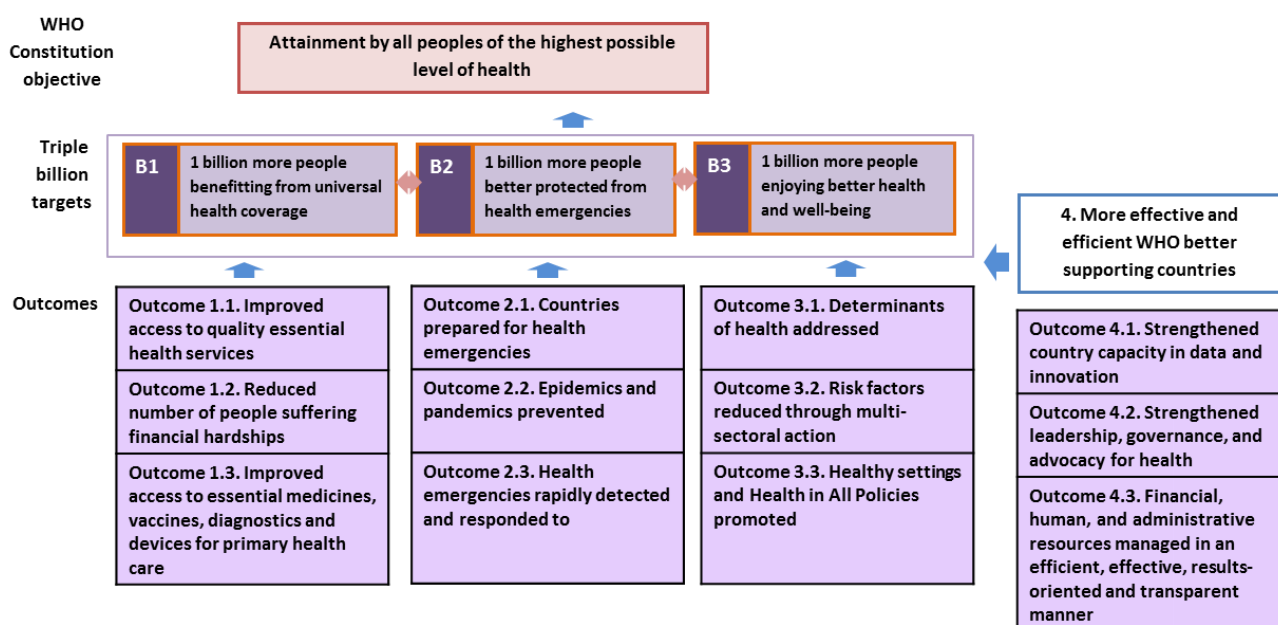 WHO
Constitution
objective
Attainment by all peoples of the highest possible
level of health
Triple
billion
targets
B1
1 billion more people
benefitting from universal
health coverage
B2
1 billion more people
better protected from
health emergencies
B3
1 billion more people
enjoying better health
and well-being
4. More effective and
efficient WHO better
supporting countries
Outcomes
Outcome 1.1. Improved
access to quality essential
health services
Outcome 1.2. Reduced
number of people suffering
financial hardships
Outcome 1.3. Improved
access to essential medicines,
vaccines, diagnostics and
devices for primary health
care
Outcome 2.1. Countries
prepared for health
emergencies
Outcome 2.2. Epidemics and
pandemics prevented
Outcome 2.3. Health
emergencies rapidly detected
and responded to
Outcome 3.1. Determinants
of health addressed
Outcome 3.2. Risk factors
reduced through multi-
sectoral action
Outcome 3.3. Healthy settings
and Health in All Policies
promoted
Outcome 4.1. Strengthened
country capacity in data and
innovation
Outcome 4.2. Strengthened
leadership, governance, and
advocacy for health
Outcome 4.3. Financial,
human, and administrative
resources managed in an
efficient, effective, results-
oriented and transparent
manner